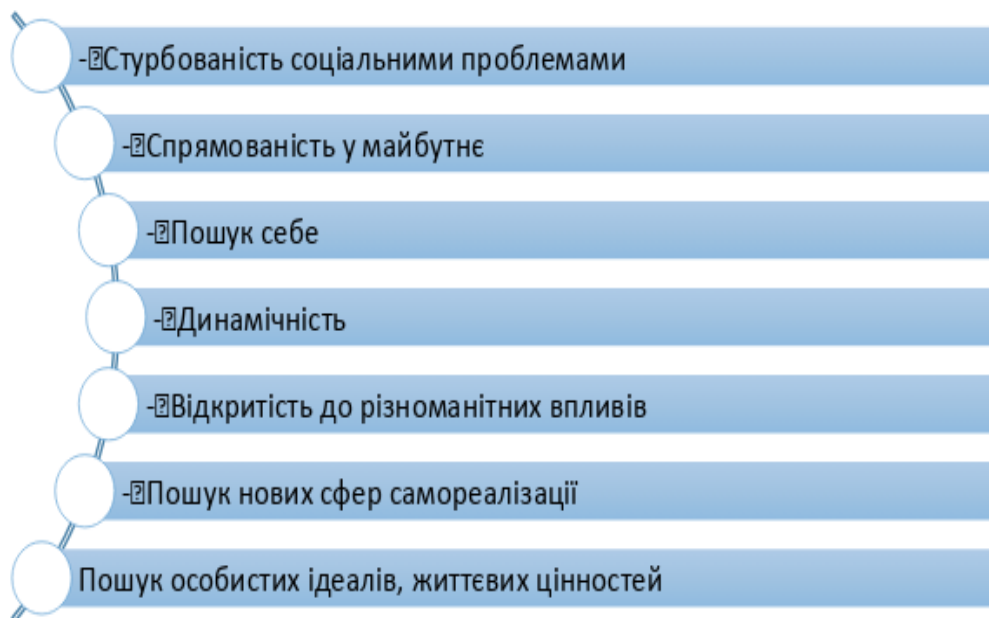 -⍰Стурбованість соціальними проблемами
-⍰Спрямованість у майбутнє
-⍰Пошук себе
-⍰Динамічність
-⍰Відкритість до різноманітних впливів
-⍰Пошук нових сфер самореалізації
Пошук особистих ідеалів, життєвих цінностей